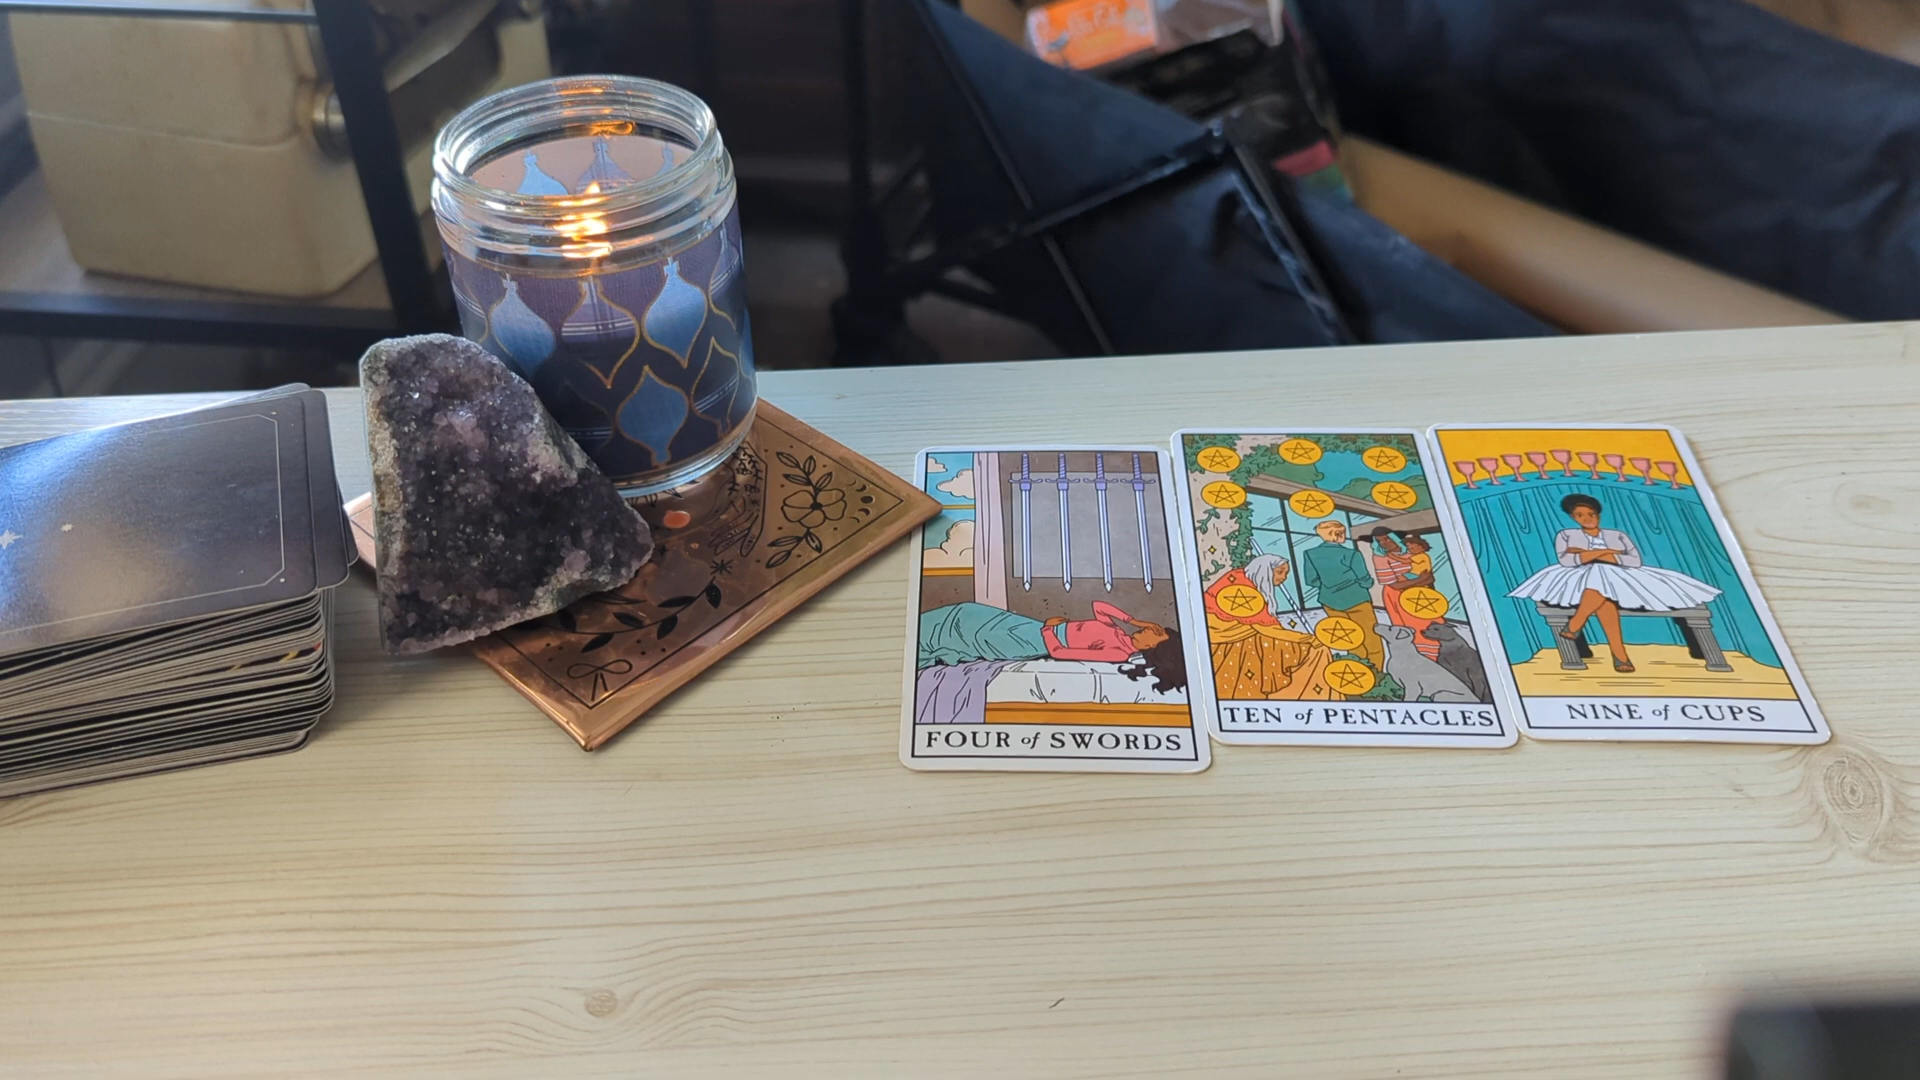 FOUR of SWORDS
TEN of PENTACLES
NINE of CUPS